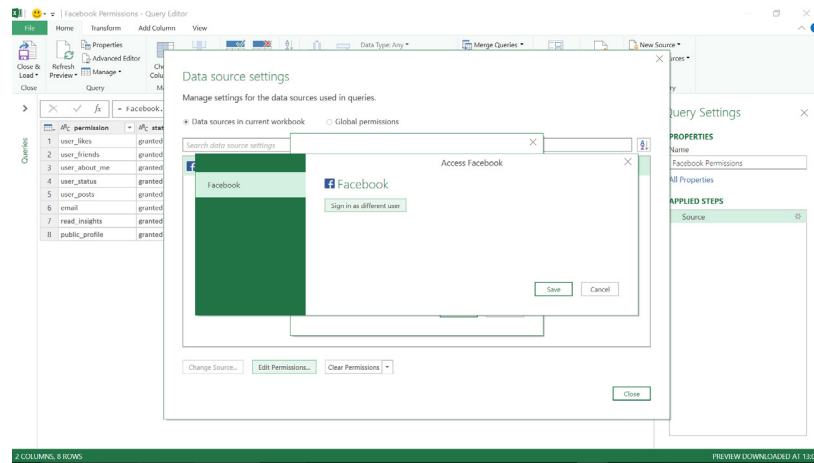 Facebook Permissions - Query Editor
File Home Transform Add Column View
Properties
Advanced Editor
Manage
Close & Load
Refresh Preview
Data Type: Any
Merge Queries
New Source
Close
Query
Data source settings
Manage settings for the data sources used in queries.
Data sources in current workbook Global permissions
Search data source settings
Access Facebook
Facebook
Facebook
Sign in as different user
Save Cancel
Change Source... Edit Permissions... Clear Permissions
Close
Queries
fx = Facebook.
permission
1 user_likes granted
2 user_friends granted
3 user_about_me granted
4 user_status granted
5 user_posts granted
6 email granted
7 read_insights granted
8 public_profile granted
Query Settings
PROPERTIES
Name
Facebook Permissions
All Properties
APPLIED STEPS
Source
2 COLUMNS, 8 ROWS
PREVIEW DOWNLOADED AT 13:0